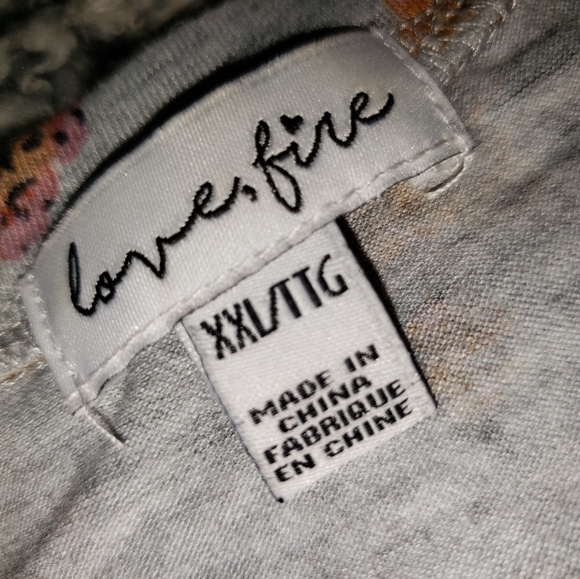 love, fire
XXL/TTG
MADE IN
CHINA
FABRIQUE
EN CHINE